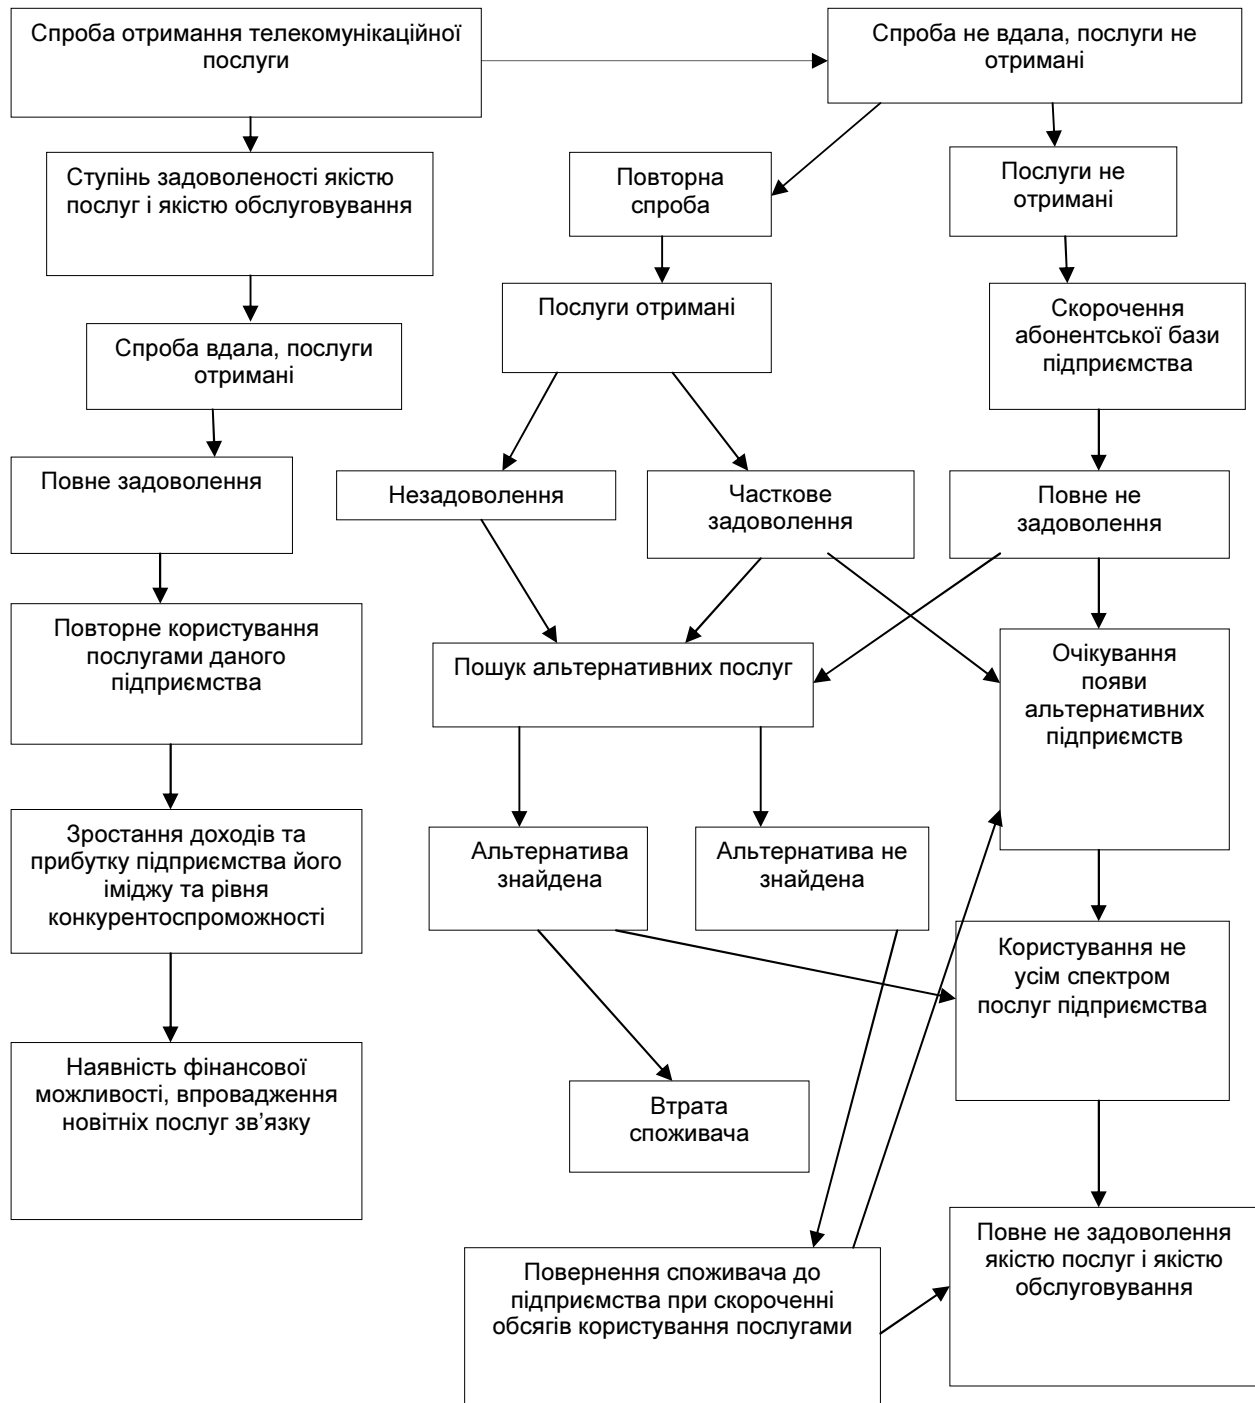 Спроба отримання телекомунікаційної
послуги
Спроба не вдала, послуги не
отримані
Ступінь задоволеності якістю
послуг і якістю обслуговування
Повторна
спроба
Послуги не
отримані
Послуги отримані
Скорочення
абонентської бази
підприємства
Спроба вдала, послуги
отримані
Повне задоволення
Незадоволення
Часткове
задоволення
Повне не
задоволення
Повторне користування
послугами даного
підприємства
Пошук альтернативних послуг
Очікування
появи
альтернативних
підприємств
Зростання доходів та
прибутку підприємства його
іміджу та рівня
конкурентоспроможності
Альтернатива
знайдена
Альтернатива не
знайдена
Користування не
усім спектром
послуг підприємства
Наявність фінансової
можливості, впровадження
новітніх послуг зв’язку
Втрата
споживача
Повернення споживача до
підприємства при скороченні
обсягів користування послугами
Повне не задоволення
якістю послуг і якістю
обслуговування